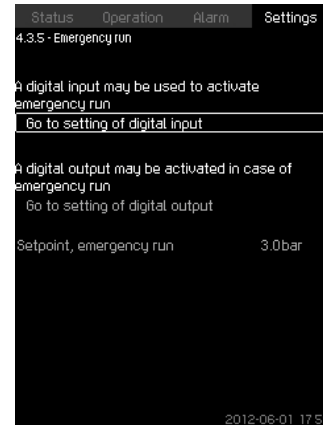 Status Operation Alarm Settings
4.3.5 - Emergency run
A digital input may be used to activate
emergency run
Go to setting of digital input
A digital output may be activated in case of
emergency run
Go to setting of digital output
Setpoint, emergency run 3.0bar
2012-06-01 17:5